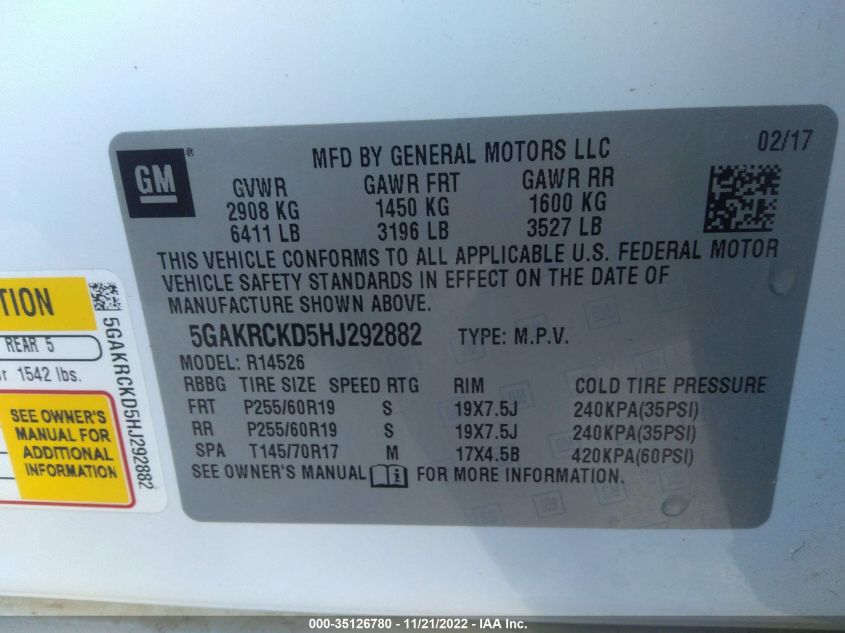 GM
®
MFD BY GENERAL MOTORS LLC
02/17
GVWR GAWR FRT GAWR RR
2908 KG 1450 KG 1600 KG
6411 LB 3196 LB 3527 LB
THIS VEHICLE CONFORMS TO ALL APPLICABLE U.S. FEDERAL MOTOR
VEHICLE SAFETY STANDARDS IN EFFECT ON THE DATE OF
MANUFACTURE SHOWN ABOVE.
5GAKRCKD5HJ292882 TYPE: M.P.V.
MODEL: R14526
RBBG TIRE SIZE SPEED RTG RIM COLD TIRE PRESSURE
FRT P255/60R19 S 19X7.5J 240KPA(35PSI)
RR P255/60R19 S 19X7.5J 240KPA(35PSI)
SPA T145/70R17 M 17X4.5B 420KPA(60PSI)
SEE OWNER'S MANUAL FOR MORE INFORMATION.
REAR 5
1542 lbs.
SEE OWNER'S
MANUAL FOR
ADDITIONAL
INFORMATION
5GAKRCKD5HJ292882
000-35126780 - 11/21/2022 - IAA Inc.